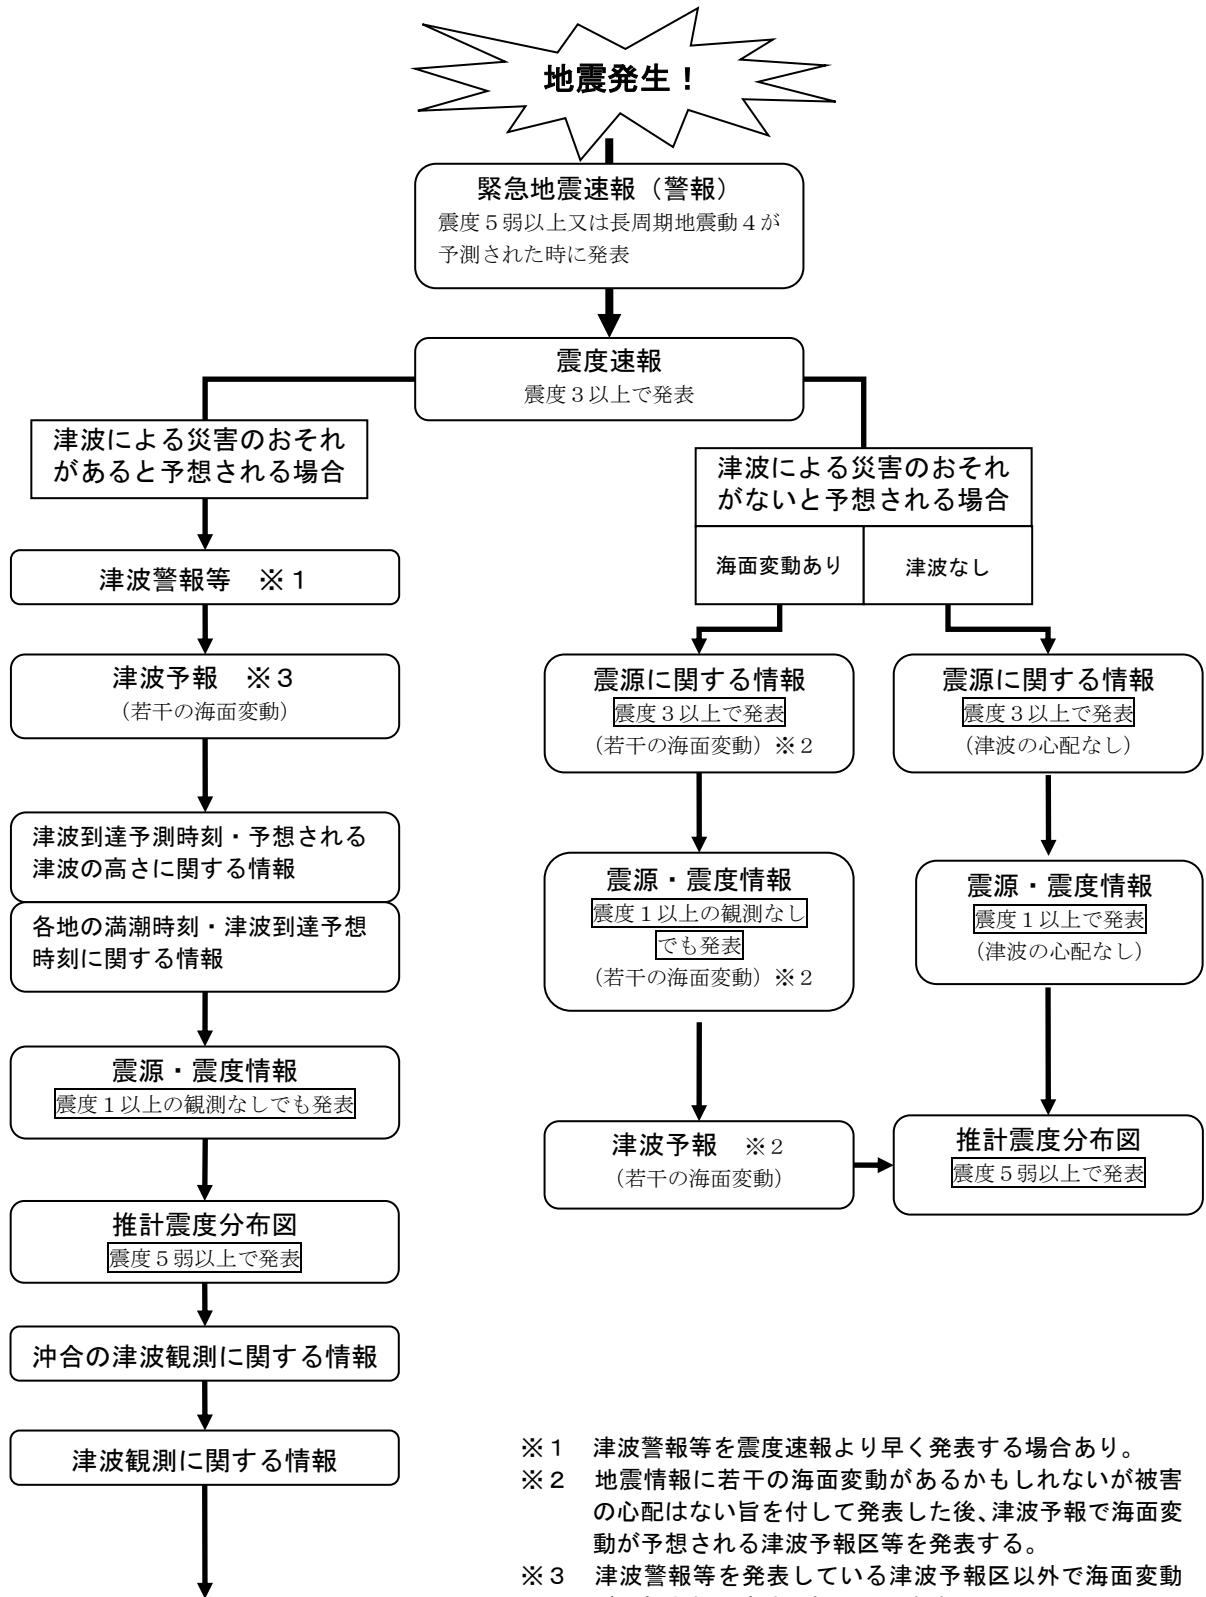 地震発生！
緊急地震速報（警報）
震度５弱以上又は長周期地震動４が
予測された時に発表
震度速報
震度３以上で発表
津波による災害のおそれ
があると予想される場合
津波警報等　※１
津波予報　※３
（若干の海面変動）
津波到達予測時刻・予想される
津波の高さに関する情報
各地の満潮時刻・津波到達予想
時刻に関する情報
震源・震度情報
震度１以上の観測なしでも発表
推計震度分布図
震度５弱以上で発表
沖合の津波観測に関する情報
津波観測に関する情報
津波による災害のおそれ
がないと予想される場合
海面変動あり
津波なし
震源に関する情報
震度３以上で発表
（若干の海面変動）※２
震源・震度情報
震度１以上の観測なし
でも発表
（若干の海面変動）※２
津波予報　※２
（若干の海面変動）
震源に関する情報
震度３以上で発表
（津波の心配なし）
震源・震度情報
震度１以上で発表
（津波の心配なし）
推計震度分布図
震度５弱以上で発表
※１　津波警報等を震度速報より早く発表する場合あり。
※２　地震情報に若干の海面変動があるかもしれないが被害
の心配はない旨を付して発表した後、津波予報で海面変
動が予想される津波予報区等を発表する。
※３　津波警報等を発表している津波予報区以外で海面変動